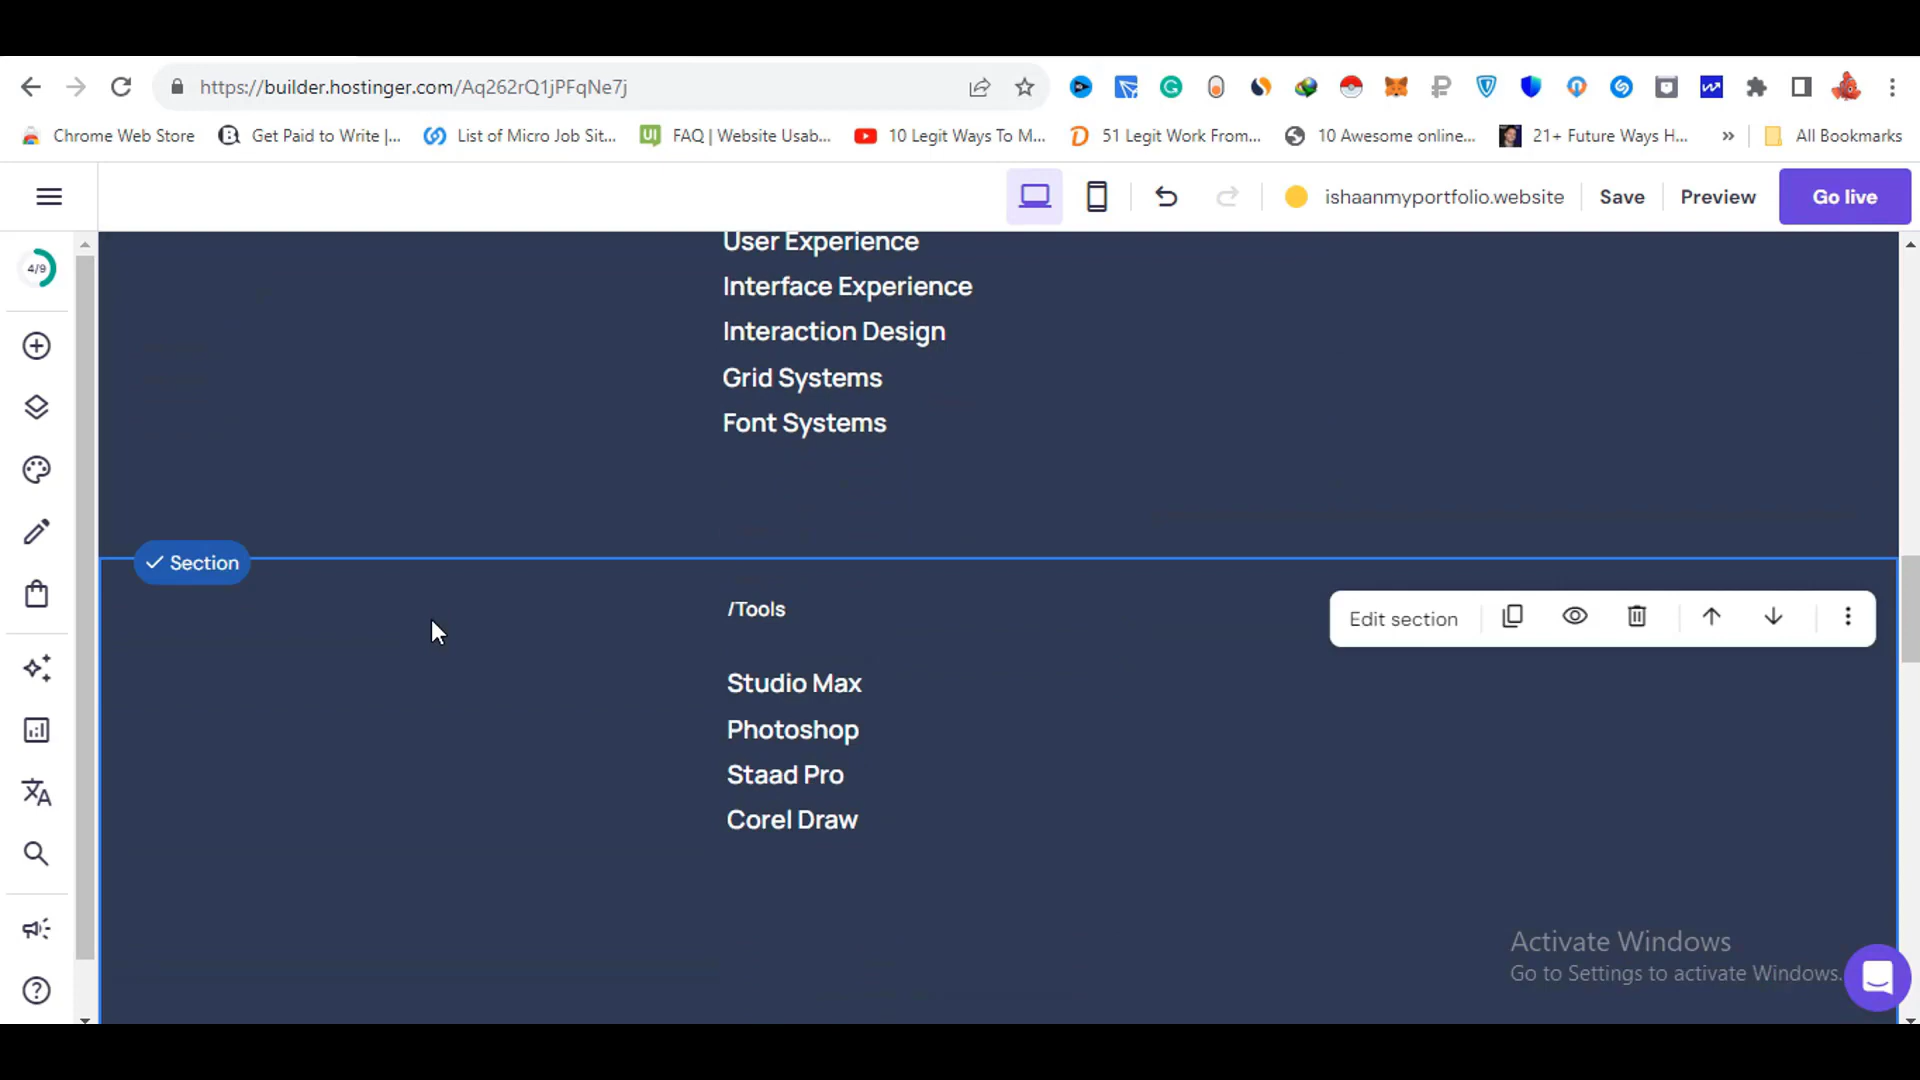 https://builder.hostinger.com/Aq262rQ1jPFqNe7j
Chrome Web Store
Get Paid to Write |...
List of Micro Job Sit...
UI
FAQ | Website Usab...
10 Legit Ways To M...
51 Legit Work From...
10 Awesome online...
21+ Future Ways H...
»
All Bookmarks
ishaanmyportfolio.website
Save
Preview
Go live
4/9
User Experience
Interface Experience
Interaction Design
Grid Systems
Font Systems
Section
/Tools
Edit section
Studio Max
Photoshop
Staad Pro
Corel Draw
Activate Windows
Go to Settings to activate Windows.